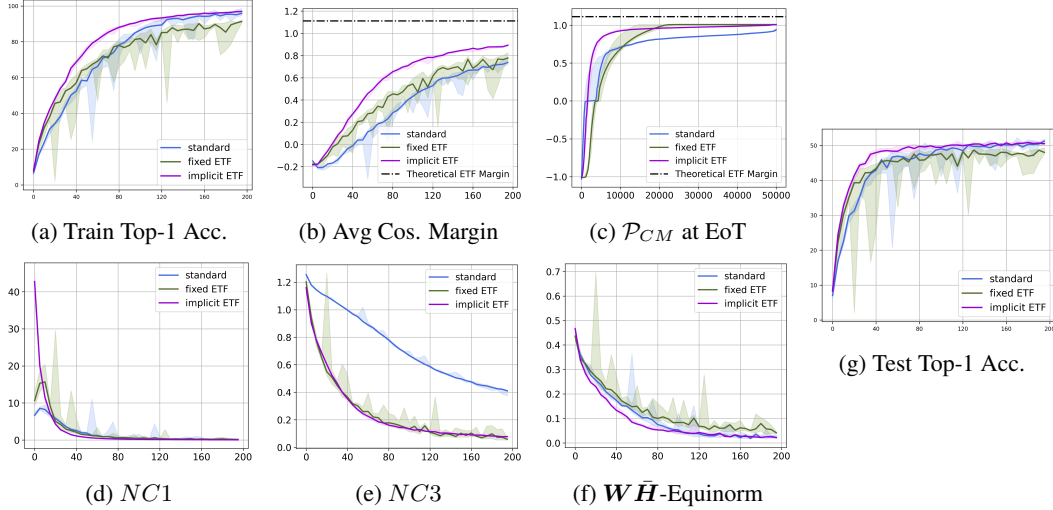 100
80
60
40
20
0
0 40 80 120 160 200
standard
fixed ETF
implicit ETF
(a) Train Top-1 Acc.
1.2
1.0
0.8
0.6
0.4
0.2
0.0
−0.2
0 40 80 120 160 200
standard
fixed ETF
implicit ETF
Theoretical ETF Margin
(b) Avg Cos. Margin
1.0
0.5
0.0
−0.5
−1.0
0 10000 20000 30000 40000 50000
standard
fixed ETF
implicit ETF
Theoretical ETF Margin
(c) 𝒫CM at EoT
40
30
20
10
0
0 40 80 120 160 200
standard
fixed ETF
implicit ETF
(d) NC1
1.2
1.0
0.8
0.6
0.4
0.2
0.0
0 40 80 120 160 200
standard
fixed ETF
implicit ETF
(e) NC3
0.7
0.6
0.5
0.4
0.3
0.2
0.1
0.0
0 40 80 120 160 200
standard
fixed ETF
implicit ETF
(f) WH̄-Equinorm
50
40
30
20
10
0
0 40 80 120 160 200
standard
fixed ETF
implicit ETF
(g) Test Top-1 Acc.